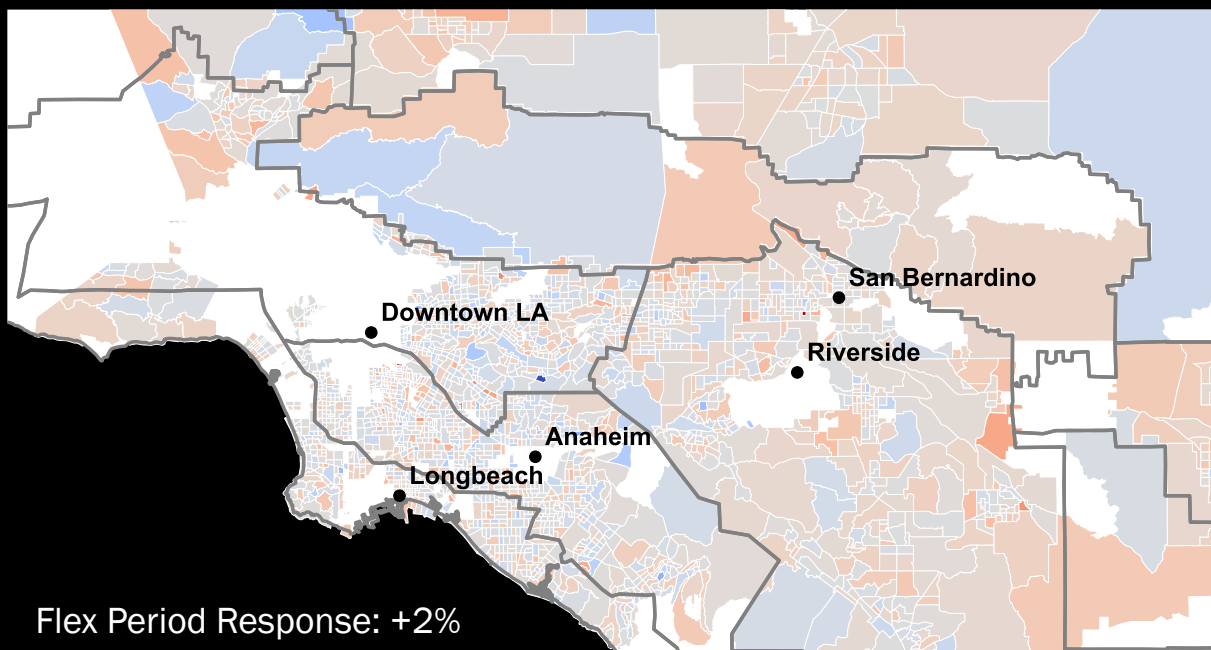 San Bernardino
Downtown LA
Riverside
Anaheim
Longbeach
Flex Period Response: +2%